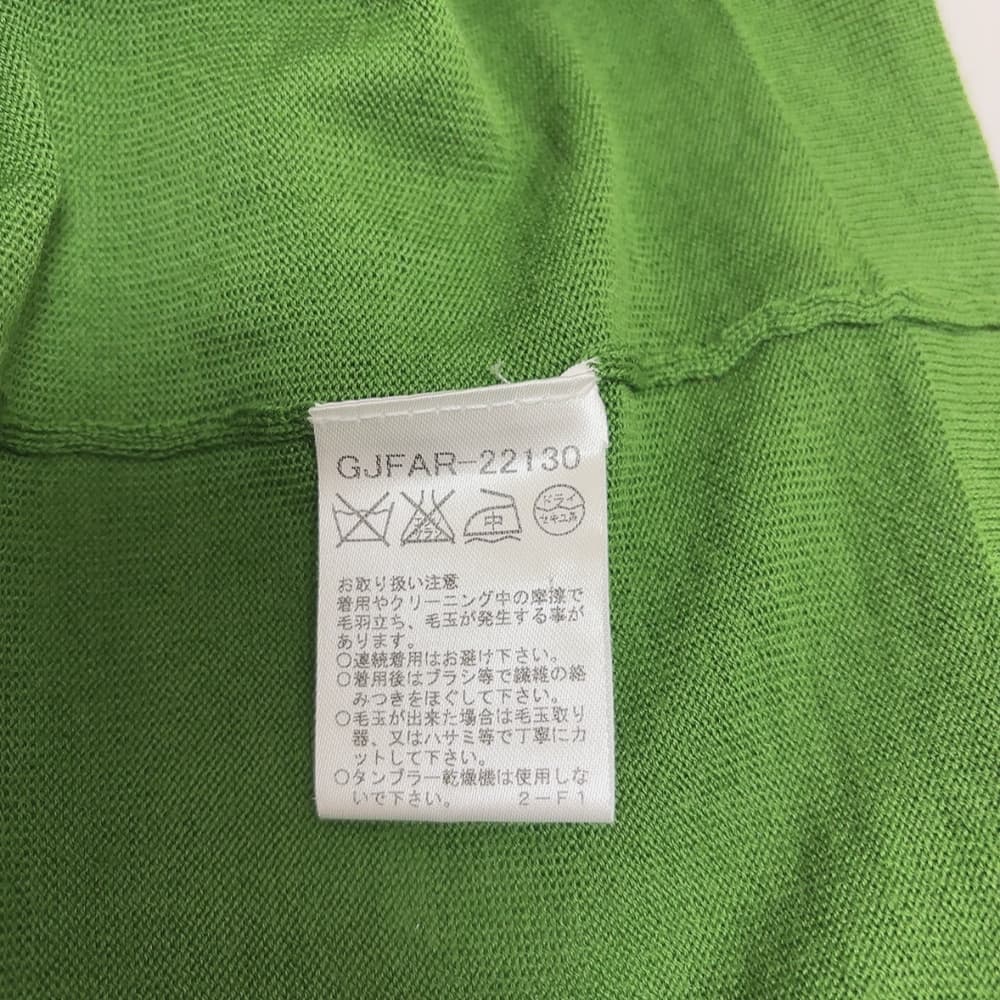 GJFAR-22130
エンソ
サラシ
中
ドライ
セキユ系
お取り扱い注意
着用やクリーニング中の摩擦で
毛羽立ち、毛玉が発生する事が
あります。
○連続着用はお避け下さい。
○着用後はブラシ等で繊維の絡
みつきをほぐして下さい。
○毛玉が出来た場合は毛玉取り
器、又はハサミ等で丁寧にカ
ットして下さい。
○タンブラー乾燥機は使用しな
いで下さい。 2-F1